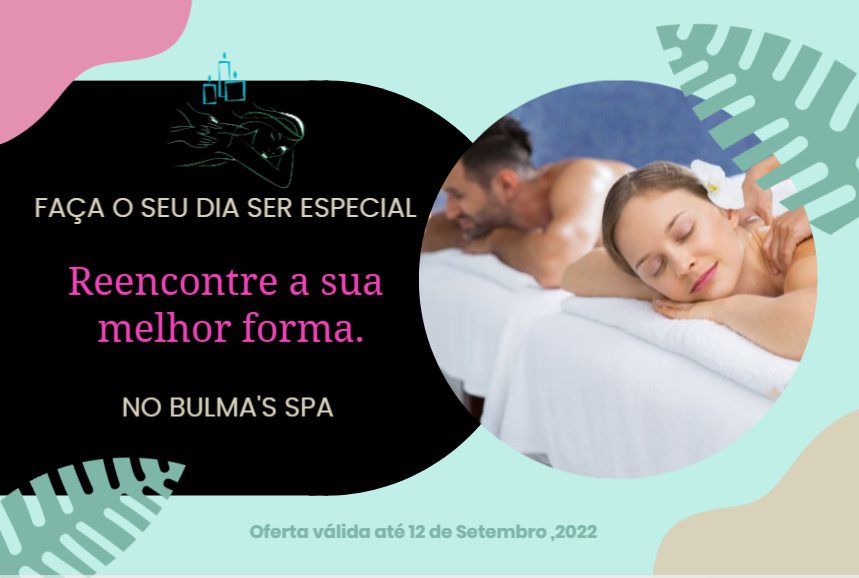 FAÇA O SEU DIA SER ESPECIAL
Reencontre a sua
melhor forma.
NO BULMA'S SPA
Oferta válida até 12 de Setembro ,2022